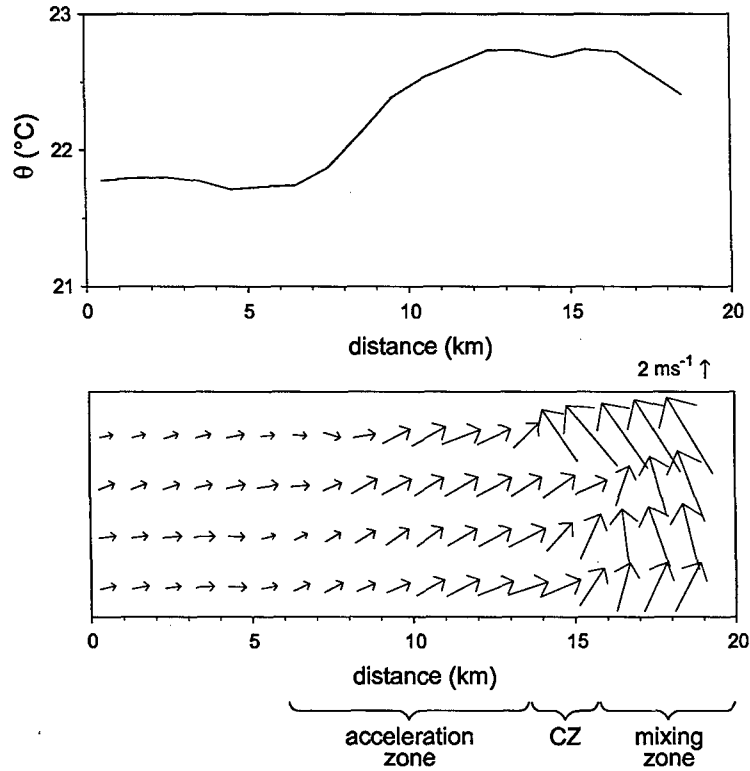 23
22
21
θ (°C)
0 5 10 15 20
distance (km)
2 ms⁻¹ ↑
0 5 10 15 20
distance (km)
acceleration zone CZ mixing zone